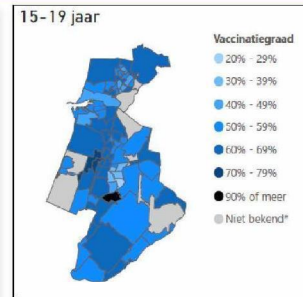 15-19 jaar
Vaccinatiegraad
20% - 29%
30% - 39%
40% - 49%
50% - 59%
60% - 69%
70% - 79%
90% of meer
Niet bekend*